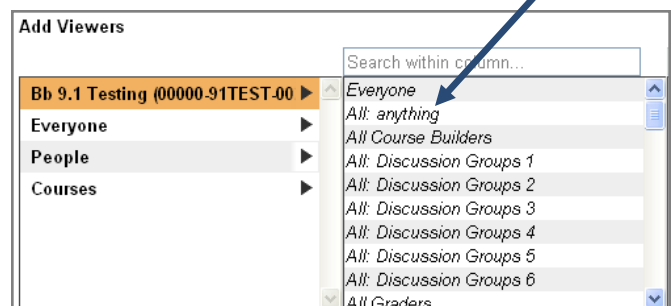 Add Viewers
Search within column...
Bb 9.1 Testing (00000-91TEST-00
Everyone
People
Courses
Everyone
All: anything
All Course Builders
All: Discussion Groups 1
All: Discussion Groups 2
All: Discussion Groups 3
All: Discussion Groups 4
All: Discussion Groups 5
All: Discussion Groups 6
All Graders